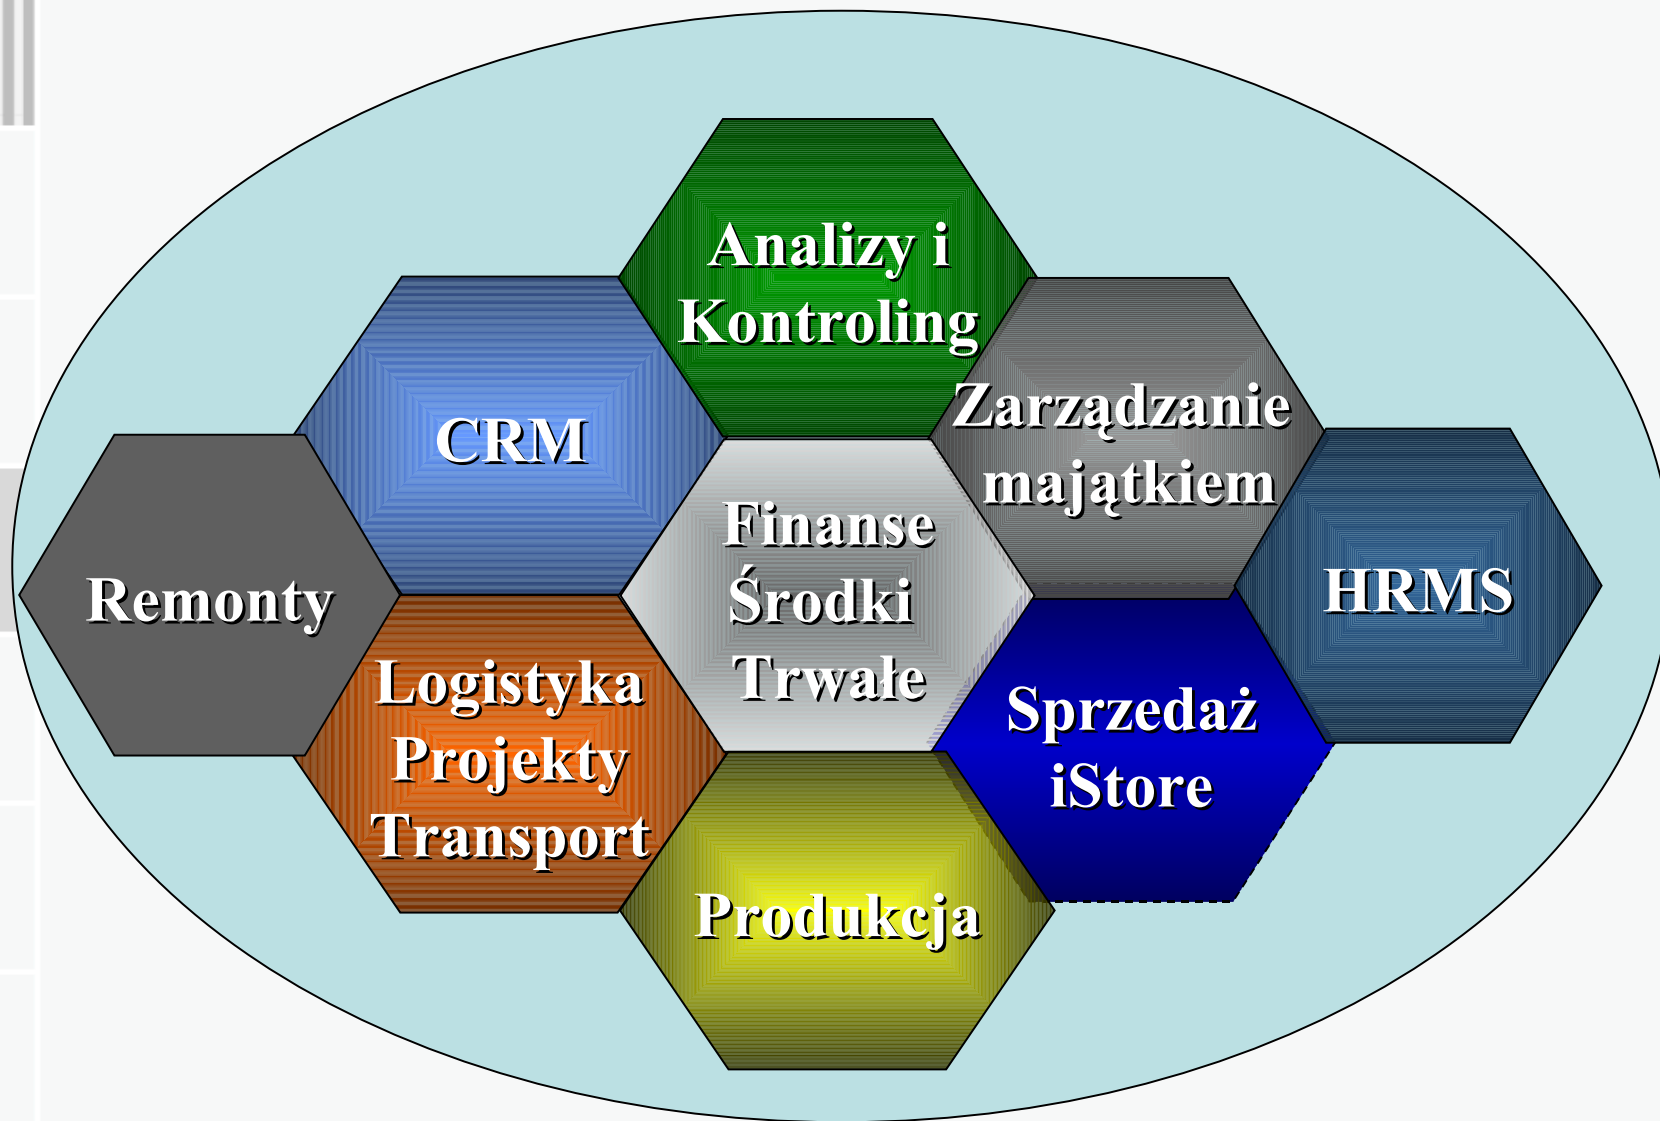 Analizy i
Kontroling
CRM
Zarządzanie
majątkiem
Remonty
Finanse
Środki
Trwałe
HRMS
Logistyka
Projekty
Transport
Sprzedaż
iStore
Produkcja